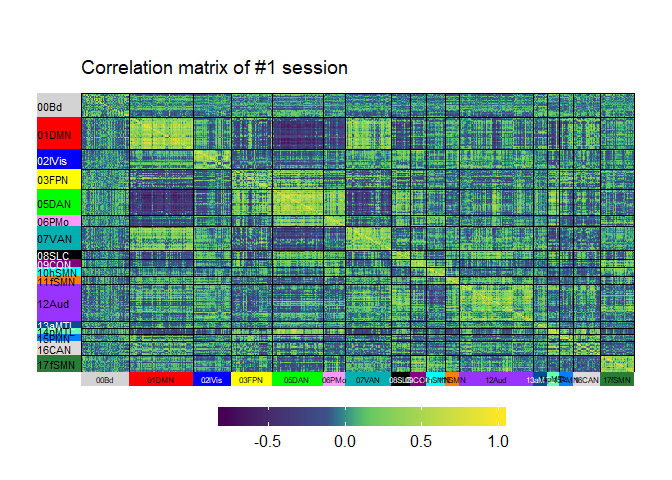 Correlation matrix of #1 session
00Bd
01DMN
02lVis
03FPN
05DAN
06PMo
07VAN
08SLC
09CON
10hSMN
11fSMN
12Aud
13aMTL
14pMTL
15PMN
16CAN
17fSMN
00Bd 01DMN 02lVis 03FPN 05DAN 06PMo 07VAN 12Aud 16CAN 17fSMN
-0.5 0.0 0.5 1.0